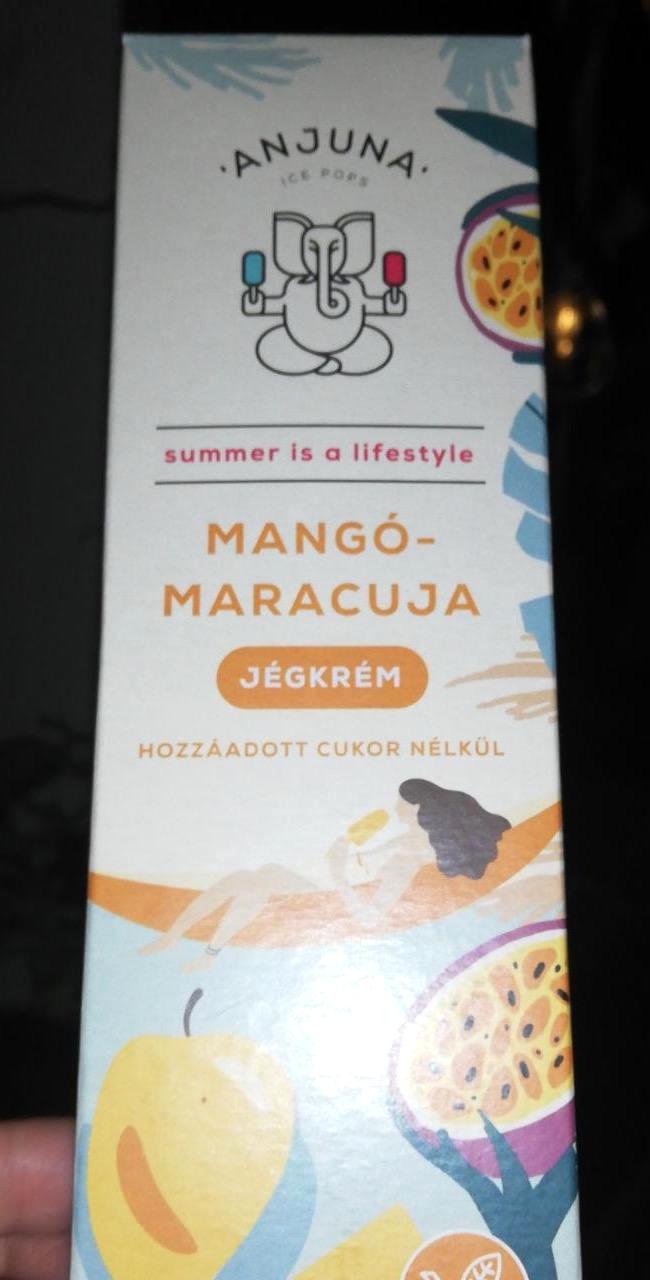 ANJUNA
ICE POPS
summer is a lifestyle
MANGÓ-
MARACUJA
JÉGKRÉM
HOZZÁADOTT CUKOR NÉLKÜL